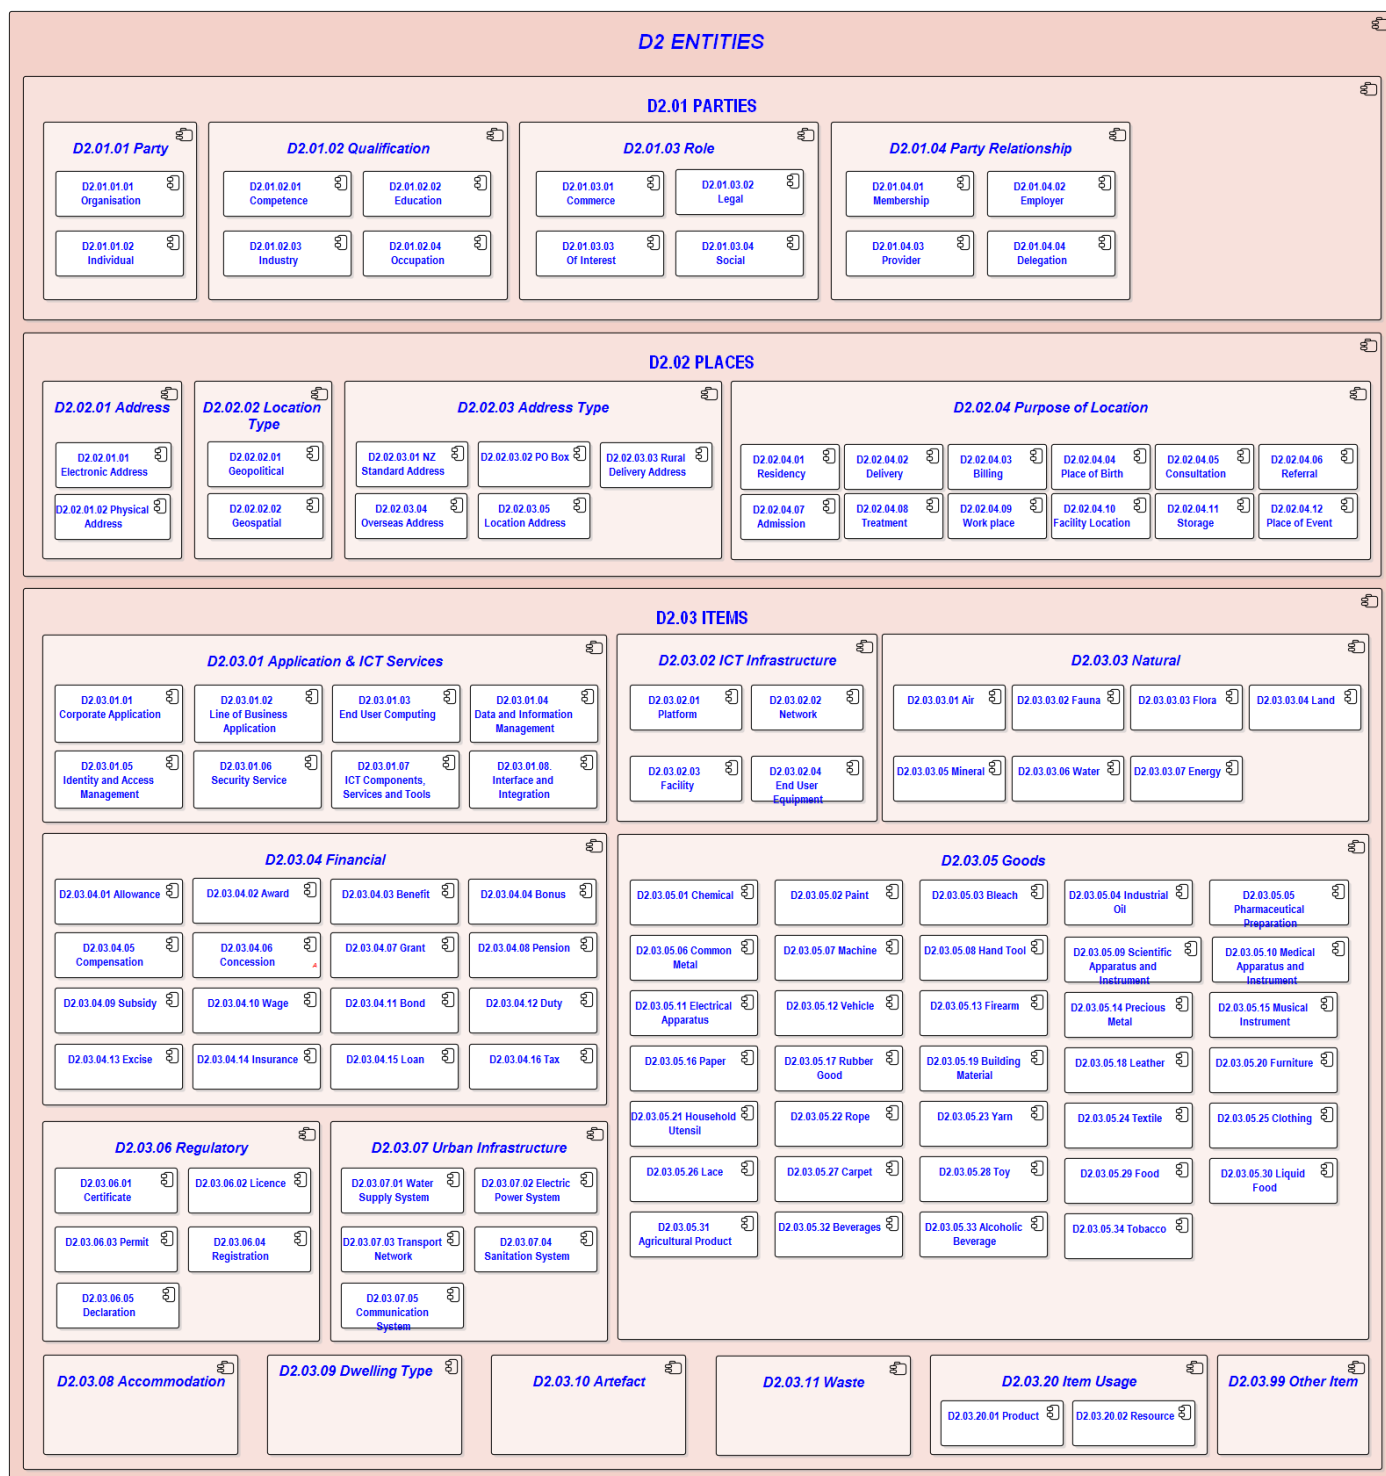 D2 ENTITIES
D2.01 PARTIES
D2.01.01 Party
D2.01.01.01
Organisation
D2.01.01.02
Individual
D2.01.02 Qualification
D2.01.02.01
Competence
D2.01.02.02
Education
D2.01.02.03
Industry
D2.01.02.04
Occupation
D2.01.03 Role
D2.01.03.01
Commerce
D2.01.03.02
Legal
D2.01.03.03
Of Interest
D2.01.03.04
Social
D2.01.04 Party Relationship
D2.01.04.01
Membership
D2.01.04.02
Employer
D2.01.04.03
Provider
D2.01.04.04
Delegation
D2.02 PLACES
D2.02.01 Address
D2.02.01.01
Electronic Address
D2.02.01.02 Physical
Address
D2.02.02 Location
Type
D2.02.02.01
Geopolitical
D2.02.02.02
Geospatial
D2.02.03 Address Type
D2.02.03.01 NZ
Standard Address
D2.02.03.02 PO Box
D2.02.03.03 Rural
Delivery Address
D2.02.03.04
Overseas Address
D2.02.03.05
Location Address
D2.02.04 Purpose of Location
D2.02.04.01
Residency
D2.02.04.02
Delivery
D2.02.04.03
Billing
D2.02.04.04
Place of Birth
D2.02.04.05
Consultation
D2.02.04.06
Referral
D2.02.04.07
Admission
D2.02.04.08
Treatment
D2.02.04.09
Work place
D2.02.04.10
Facility Location
D2.02.04.11
Storage
D2.02.04.12
Place of Event
D2.03 ITEMS
D2.03.01 Application & ICT Services
D2.03.01.01
Corporate Application
D2.03.01.02
Line of Business
Application
D2.03.01.03
End User Computing
D2.03.01.04
Data and Information
Management
D2.03.01.05
Identity and Access
Management
D2.03.01.06
Security Service
D2.03.01.07
ICT Components,
Services and Tools
D2.03.01.08.
Interface and
Integration
D2.03.02 ICT Infrastructure
D2.03.02.01
Platform
D2.03.02.02
Network
D2.03.02.03
Facility
D2.03.02.04
End User
Equipment
D2.03.03 Natural
D2.03.03.01 Air
D2.03.03.02 Fauna
D2.03.03.03 Flora
D2.03.03.04 Land
D2.03.03.05 Mineral
D2.03.03.06 Water
D2.03.03.07 Energy
D2.03.04 Financial
D2.03.04.01 Allowance
D2.03.04.02 Award
D2.03.04.03 Benefit
D2.03.04.04 Bonus
D2.03.04.05
Compensation
D2.03.04.06
Concession
D2.03.04.07 Grant
D2.03.04.08 Pension
D2.03.04.09 Subsidy
D2.03.04.10 Wage
D2.03.04.11 Bond
D2.03.04.12 Duty
D2.03.04.13 Excise
D2.03.04.14 Insurance
D2.03.04.15 Loan
D2.03.04.16 Tax
D2.03.05 Goods
D2.03.05.01 Chemical
D2.03.05.02 Paint
D2.03.05.03 Bleach
D2.03.05.04 Industrial
Oil
D2.03.05.05
Pharmaceutical
Preparation
D2.03.05.06 Common
Metal
D2.03.05.07 Machine
D2.03.05.08 Hand Tool
D2.03.05.09 Scientific
Apparatus and
Instrument
D2.03.05.10 Medical
Apparatus and
Instrument
D2.03.05.11 Electrical
Apparatus
D2.03.05.12 Vehicle
D2.03.05.13 Firearm
D2.03.05.14 Precious
Metal
D2.03.05.15 Musical
Instrument
D2.03.05.16 Paper
D2.03.05.17 Rubber
Good
D2.03.05.19 Building
Material
D2.03.05.18 Leather
D2.03.05.20 Furniture
D2.03.05.21 Household
Utensil
D2.03.05.22 Rope
D2.03.05.23 Yarn
D2.03.05.24 Textile
D2.03.05.25 Clothing
D2.03.05.26 Lace
D2.03.05.27 Carpet
D2.03.05.28 Toy
D2.03.05.29 Food
D2.03.05.30 Liquid
Food
D2.03.05.31
Agricultural Product
D2.03.05.32 Beverages
D2.03.05.33 Alcoholic
Beverage
D2.03.05.34 Tobacco
D2.03.06 Regulatory
D2.03.06.01
Certificate
D2.03.06.02 Licence
D2.03.06.03 Permit
D2.03.06.04
Registration
D2.03.06.05
Declaration
D2.03.07 Urban Infrastructure
D2.03.07.01 Water
Supply System
D2.03.07.02 Electric
Power System
D2.03.07.03 Transport
Network
D2.03.07.04
Sanitation System
D2.03.07.05
Communication
System
D2.03.08 Accommodation
D2.03.09 Dwelling Type
D2.03.10 Artefact
D2.03.11 Waste
D2.03.20 Item Usage
D2.03.20.01 Product
D2.03.20.02 Resource
D2.03.99 Other Item